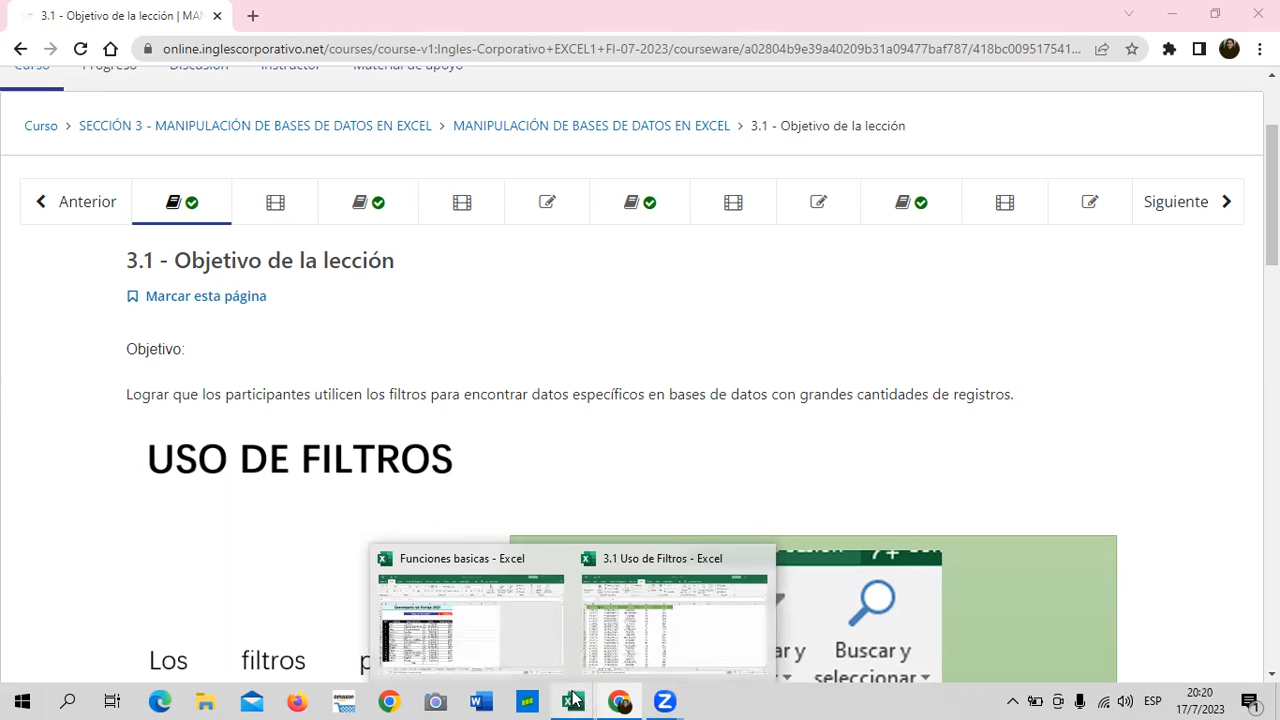 3.1 - Objetivo de la lección | MAN
online.inglescorporativo.net/courses/course-v1:Ingles-Corporativo+EXCEL1+FI-07-2023/courseware/a02804b9e39a40209b31a09477baf787/418bc009517541...
Curso Progreso Discusión Instructor Material de apoyo
Curso > SECCIÓN 3 - MANIPULACIÓN DE BASES DE DATOS EN EXCEL > MANIPULACIÓN DE BASES DE DATOS EN EXCEL > 3.1 - Objetivo de la lección
Anterior Siguiente
3.1 - Objetivo de la lección
Marcar esta página
Objetivo:
Lograr que los participantes utilicen los filtros para encontrar datos específicos en bases de datos con grandes cantidades de registros.
USO DE FILTROS
Funciones basicas - Excel 3.1 Uso de Filtros - Excel
Buscar y
seleccionar
Los filtros
amazon
ESP
20:20
17/7/2023
1